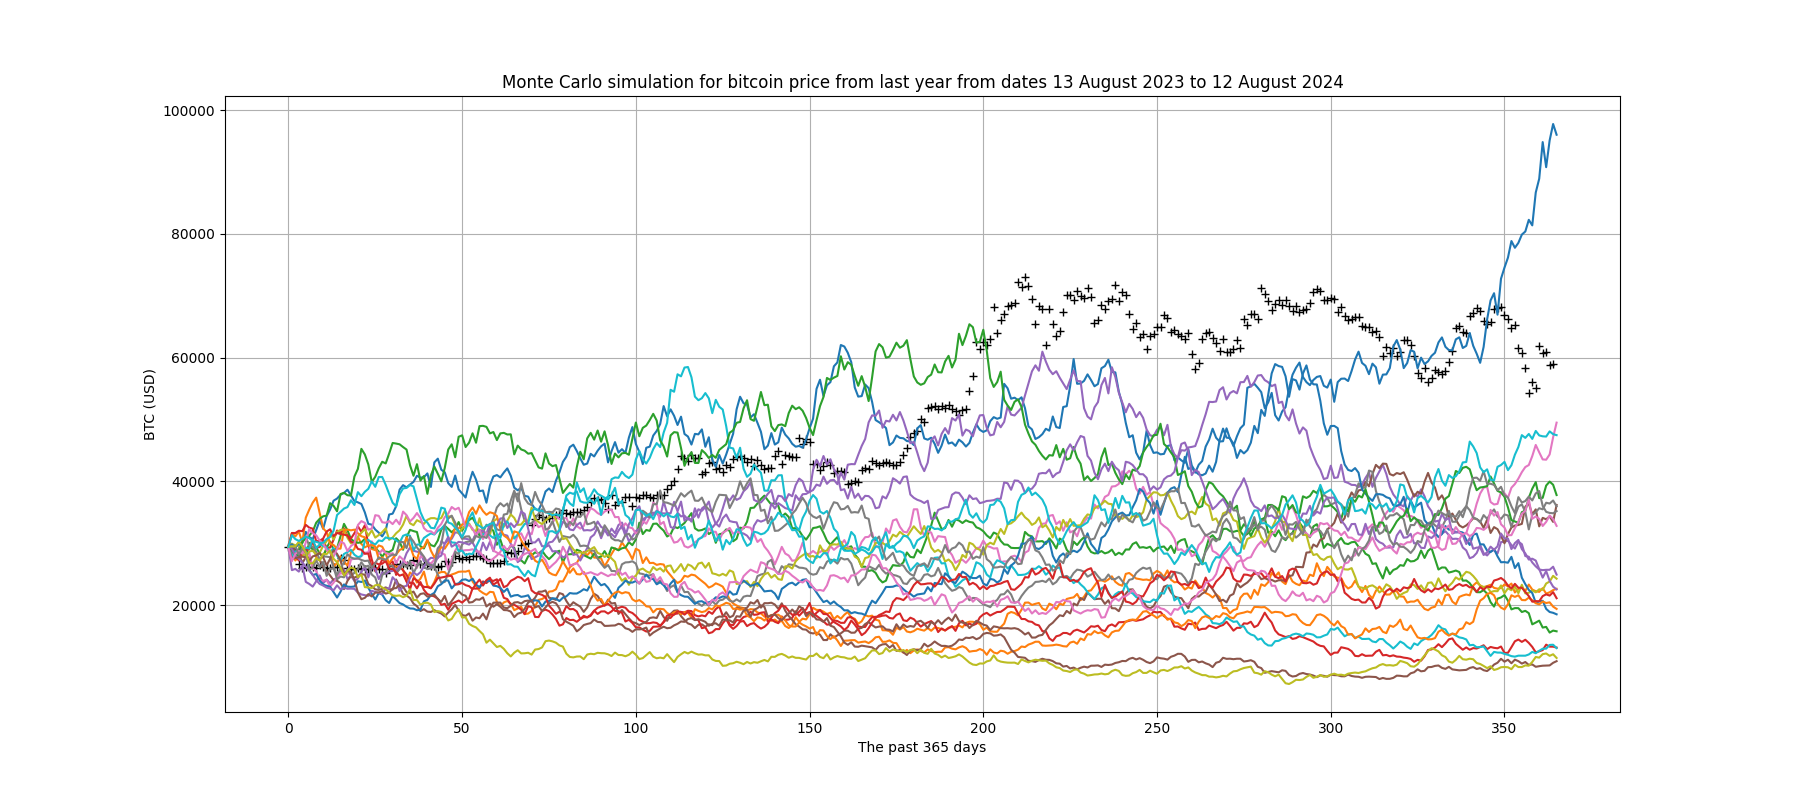 Monte Carlo simulation for bitcoin price from last year from dates 13 August 2023 to 12 August 2024
100000
80000
60000
40000
20000
BTC (USD)
0 50 100 150 200 250 300 350
The past 365 days